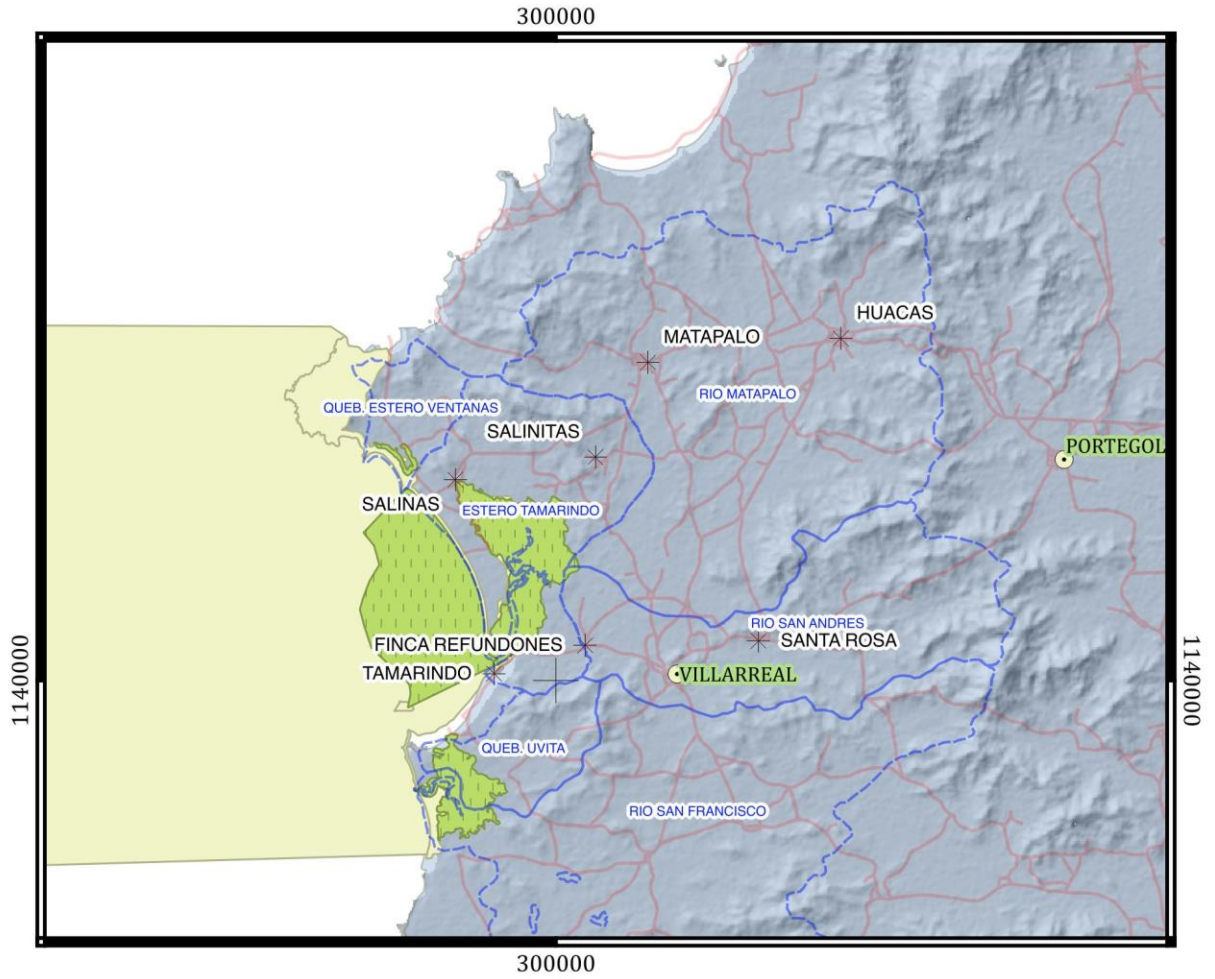 300000
HUACAS
MATAPALO
RIO MATAPALO
QUEB. ESTERO VENTANAS
SALINITAS
PORTEGOL
SALINAS
ESTERO TAMARINDO
RIO SAN ANDRES
1140000
FINCA REFUNDONES
SANTA ROSA
1140000
TAMARINDO
VILLARREAL
QUEB. UVITA
RIO SAN FRANCISCO
300000